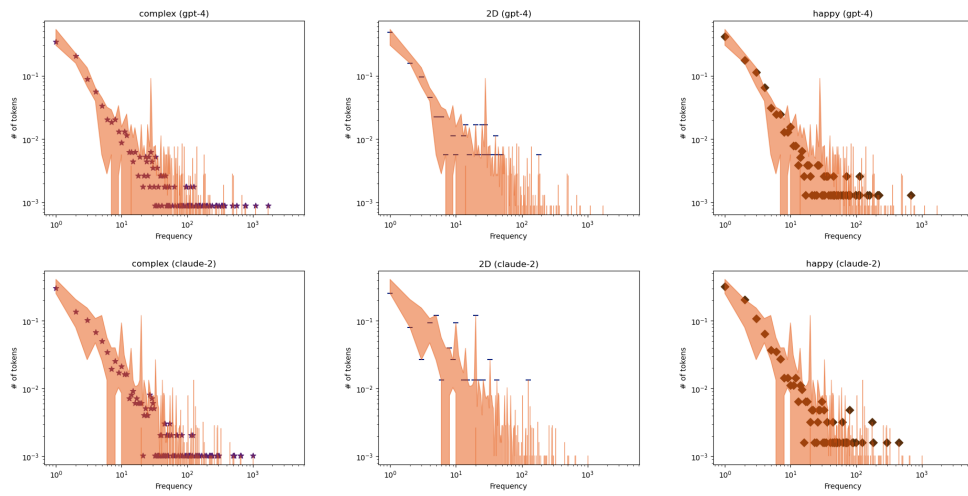 complex (gpt-4)
# of tokens
10⁻¹
10⁻²
10⁻³
10⁰ 10¹ 10² 10³
Frequency
2D (gpt-4)
# of tokens
10⁻¹
10⁻²
10⁻³
10⁰ 10¹ 10² 10³
Frequency
happy (gpt-4)
# of tokens
10⁻¹
10⁻²
10⁻³
10⁰ 10¹ 10² 10³
Frequency
complex (claude-2)
# of tokens
10⁻¹
10⁻²
10⁻³
10⁰ 10¹ 10² 10³
Frequency
2D (claude-2)
# of tokens
10⁻¹
10⁻²
10⁻³
10⁰ 10¹ 10² 10³
Frequency
happy (claude-2)
# of tokens
10⁻¹
10⁻²
10⁻³
10⁰ 10¹ 10² 10³
Frequency